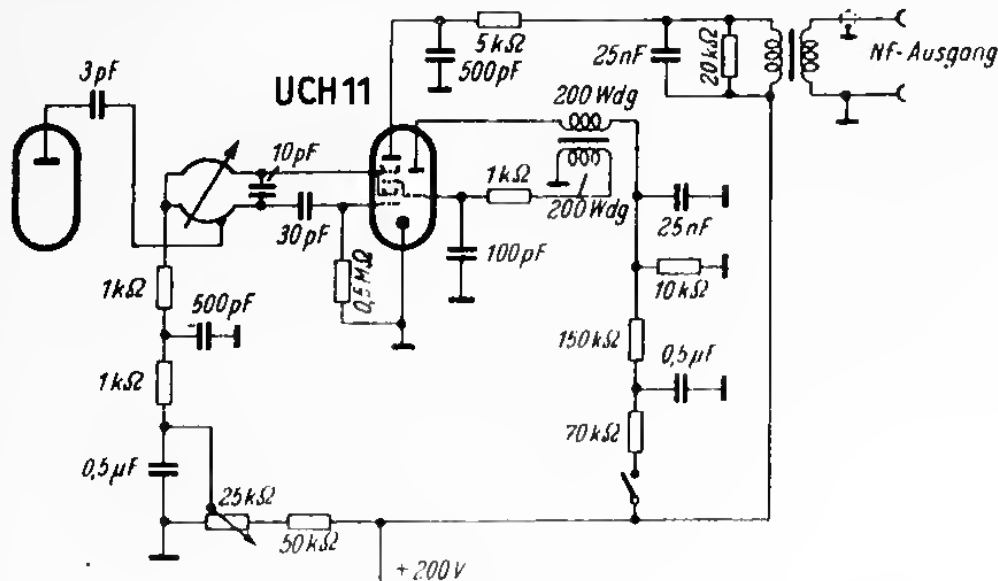 3pF
UCH11
500pF
5kΩ
25nF
20kΩ
Nf-Ausgang
10pF
30pF
0,5MΩ
200 Wdg
200 Wdg
1kΩ
100pF
25nF
10kΩ
1kΩ
500pF
1kΩ
150kΩ
0,5µF
70kΩ
0,5µF
25kΩ
50kΩ
+200V